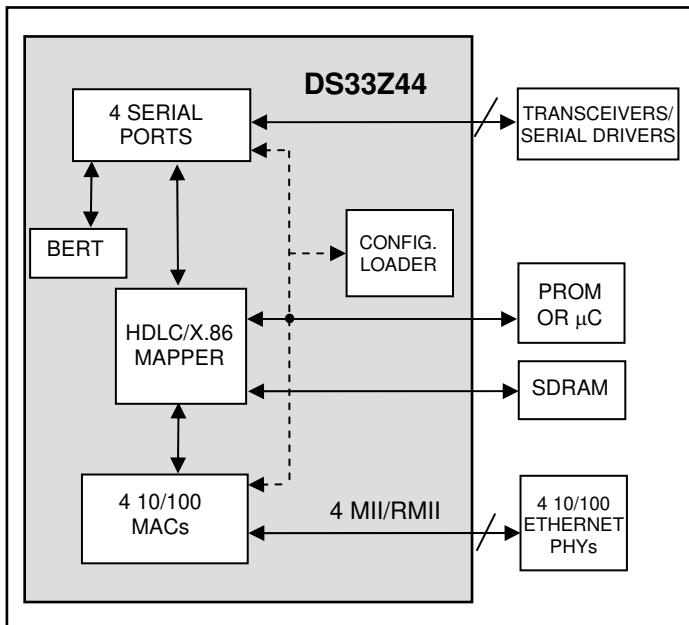 DS33Z44
4 SERIAL
PORTS
TRANSCEIVERS/
SERIAL DRIVERS
BERT
CONFIG.
LOADER
HDLC/X.86
MAPPER
PROM
OR μC
SDRAM
4 10/100
MACs
4 MII/RMII
4 10/100
ETHERNET
PHYs